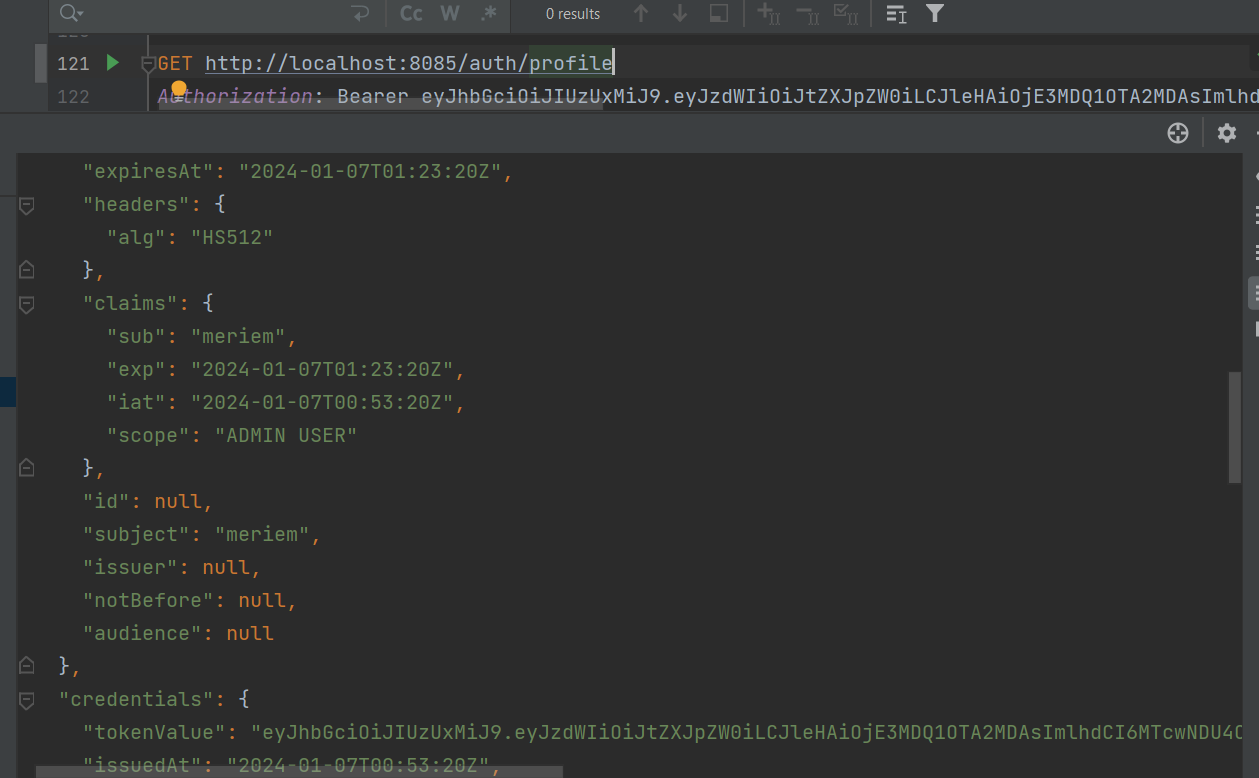 Cc W .* 0 results
121 GET http://localhost:8085/auth/profile
122 Authorization: Bearer eyJhbGciOiJIUzUxMiJ9.eyJzdWIiOiJtZXJpZW0iLCJleHAiOjE3MDQ1OTA2MDAsImlhd
"expiresAt": "2024-01-07T01:23:20Z",
"headers": {
"alg": "HS512"
},
"claims": {
"sub": "meriem",
"exp": "2024-01-07T01:23:20Z",
"iat": "2024-01-07T00:53:20Z",
"scope": "ADMIN USER"
},
"id": null,
"subject": "meriem",
"issuer": null,
"notBefore": null,
"audience": null
},
"credentials": {
"tokenValue": "eyJhbGciOiJIUzUxMiJ9.eyJzdWIiOiJtZXJpZW0iLCJleHAiOjE3MDQ1OTA2MDAsImlhdCI6MTcwNDU4O
"issuedAt": "2024-01-07T00:53:20Z",